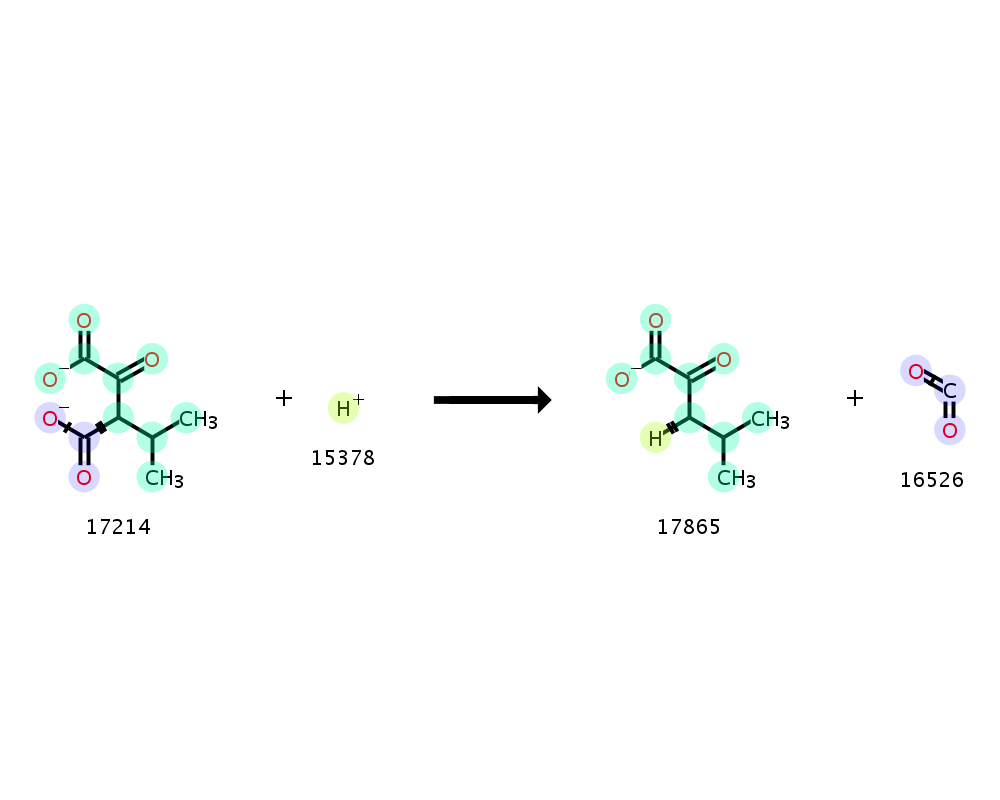 O O
O O
O⁻ O⁻
O⁻ CH₃ + H⁺ H CH₃ + O C
O CH₃ 15378 CH₃ O
17214 17865 16526